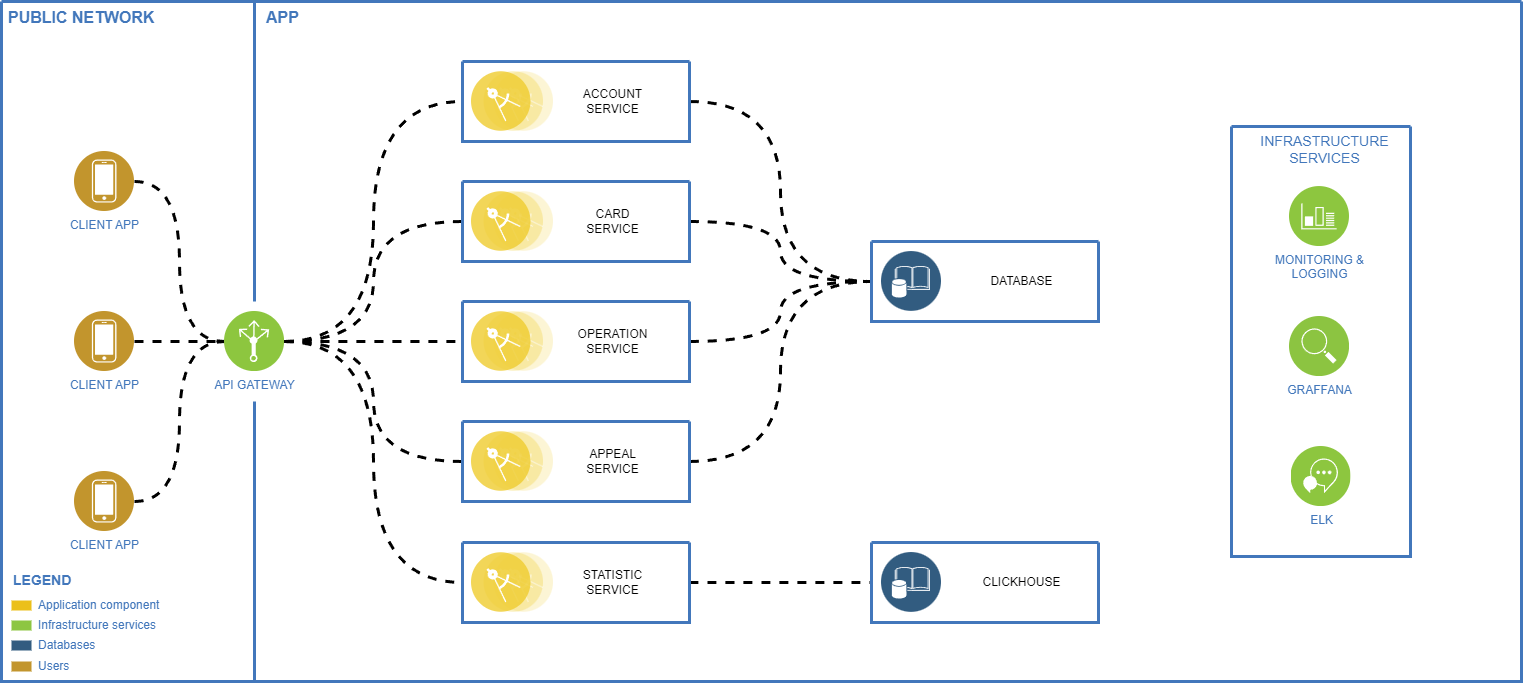 PUBLIC NETWORK
APP
CLIENT APP
CLIENT APP
CLIENT APP
API GATEWAY
ACCOUNT
SERVICE
CARD
SERVICE
OPERATION
SERVICE
APPEAL
SERVICE
STATISTIC
SERVICE
DATABASE
CLICKHOUSE
INFRASTRUCTURE
SERVICES
MONITORING &
LOGGING
GRAFFANA
ELK
LEGEND
Application component
Infrastructure services
Databases
Users